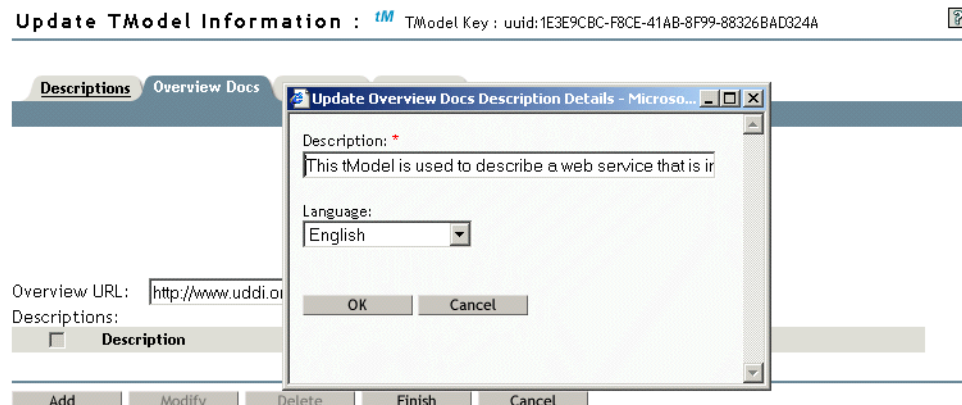 Update TModel Information : tM TModel Key : uuid:1E3E9CBC-F8CE-41AB-8F99-88326BAD324A ?
Descriptions Overview Docs
Update Overview Docs Description Details - Microso...
Description: *
This tModel is used to describe a web service that is
Language:
English
OK Cancel
Overview URL: http://www.uddi.or
Descriptions:
Description
Add Modify Delete Finish Cancel